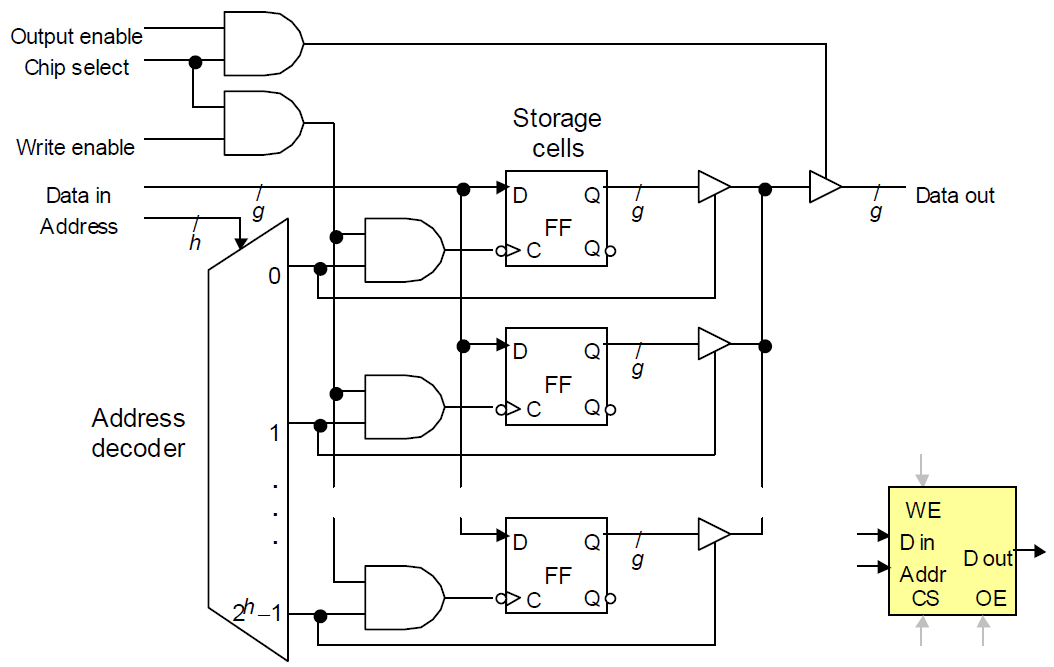 Output enable
Chip select
Write enable
Data in
Address
/
g
/
h
Storage
cells
D Q
FF
C Q
/
g
/
g
Data out
0
D Q
FF
C Q
/
g
Address
decoder
1
.
.
.
2^h –1
D Q
FF
C Q
/
g
WE
D in
Addr
D out
CS OE